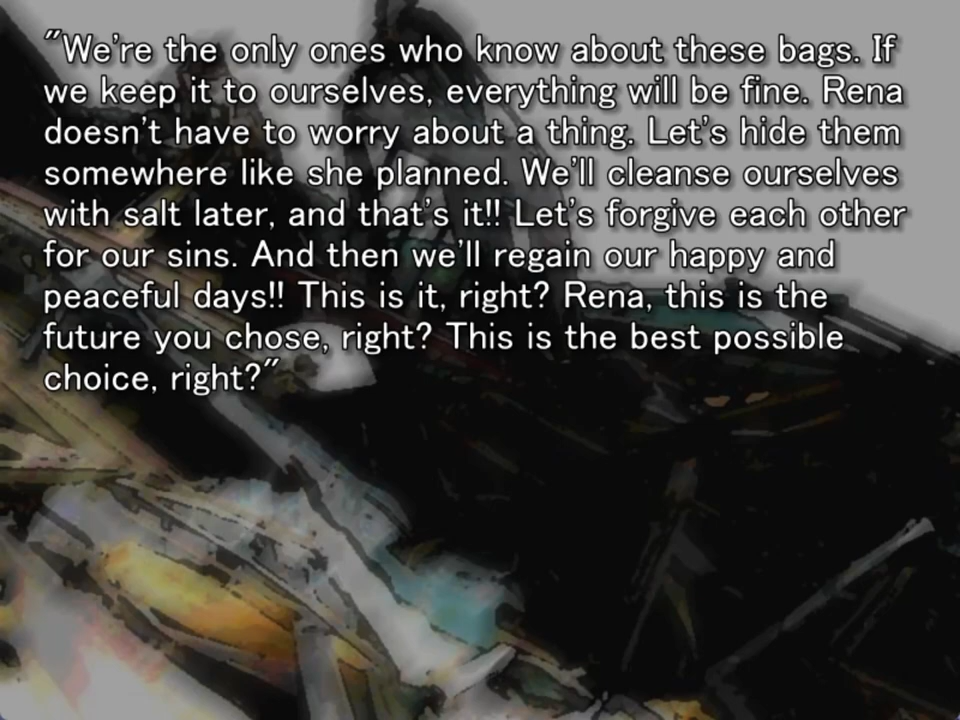 "We're the only ones who know about these bags. If
we keep it to ourselves, everything will be fine. Rena
doesn't have to worry about a thing. Let's hide them
somewhere like she planned. We'll cleanse ourselves
with salt later, and that's it!! Let's forgive each other
for our sins. And then we'll regain our happy and
peaceful days!! This is it, right? Rena, this is the
future you chose, right? This is the best possible
choice, right?"